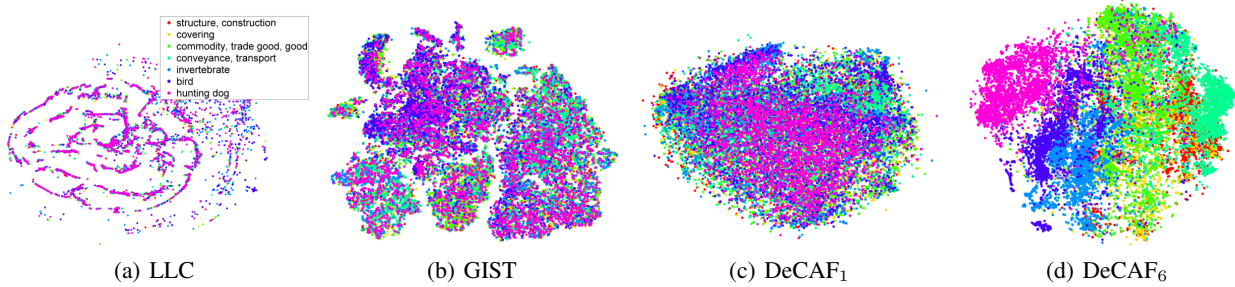 structure, construction
covering
commodity, trade good, good
conveyance, transport
invertebrate
bird
hunting dog
(a) LLC
(b) GIST
(c) DeCAF₁
(d) DeCAF₆